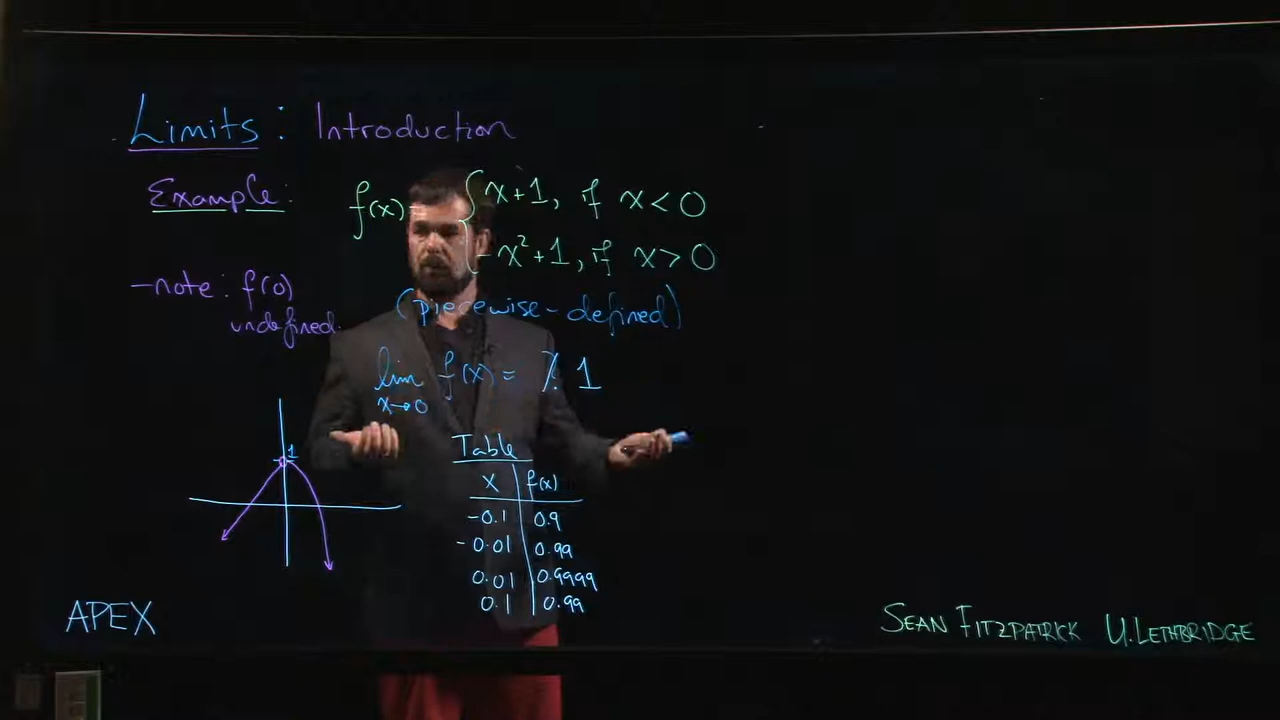 Limits: Introduction
Example: f(x)= { x+1, if x<0
-x²+1, if x>0
-note: f(0)
undefined.
(piecewise-defined)
lim f(x) = ? 1
x→0
1
Table
x f(x)
-0.1 0.9
-0.01 0.99
0.01 0.9999
0.1 0.99
APEX
SEAN FITZPATRICK U.LETHBRIDGE